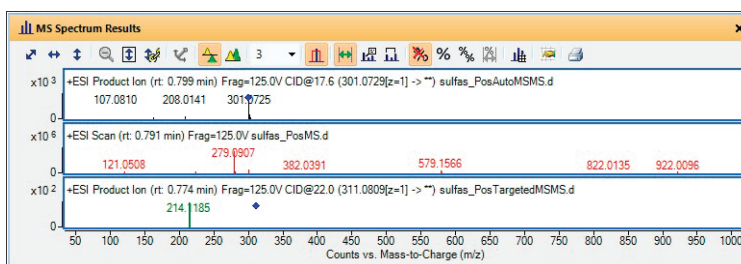 MS Spectrum Results
3
x10 3
+ESI Product Ion (rt: 0.799 min) Frag=125.0V CID@17.6 (301.0729[z=1] -> **) sulfas_PosAutoMSMS.d
107.0810 208.0141 301.0725
0
x10 6
+ESI Scan (rt: 0.791 min) Frag=125.0V sulfas_PosMS.d
121.0508 279.0907 382.0391 579.1566 822.0135 922.0096
0
x10 2
+ESI Product Ion (rt: 0.774 min) Frag=125.0V CID@22.0 (311.0809[z=1] -> **) sulfas_PosTargetedMSMS.d
214.1185
0
50 100 150 200 250 300 350 400 450 500 550 600 650 700 750 800 850 900 950 1000
Counts vs. Mass-to-Charge (m/z)